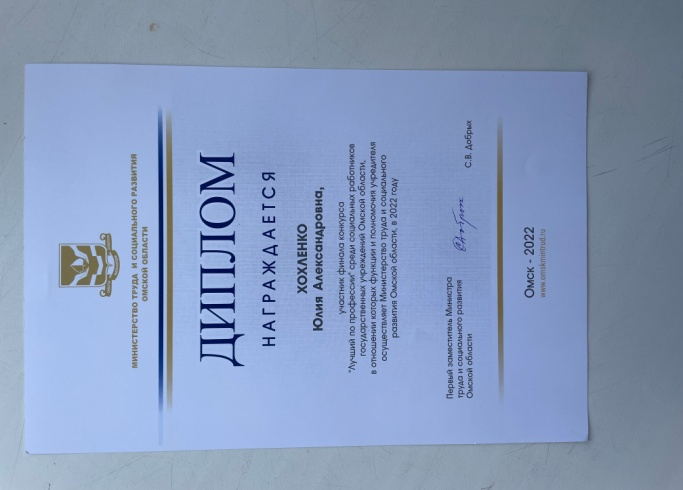 МИНИСТЕРСТВО ТРУДА И СОЦИАЛЬНОГО РАЗВИТИЯ
ОМСКОЙ ОБЛАСТИ
ДИПЛОМ
НАГРАЖДАЕТСЯ
ХОХЛЕНКО
Юлия Александровна,
участник финала конкурса
"Лучший по профессии" среди социальных работников
государственных учреждений Омской области,
в отношении которых функции и полномочия учредителя
осуществляет Министерство труда и социального
развития Омской области, в 2022 году
Первый заместитель Министра
труда и социального развития
Омской области
С.В. Добрых
Омск - 2022
www.omskmintrud.ru